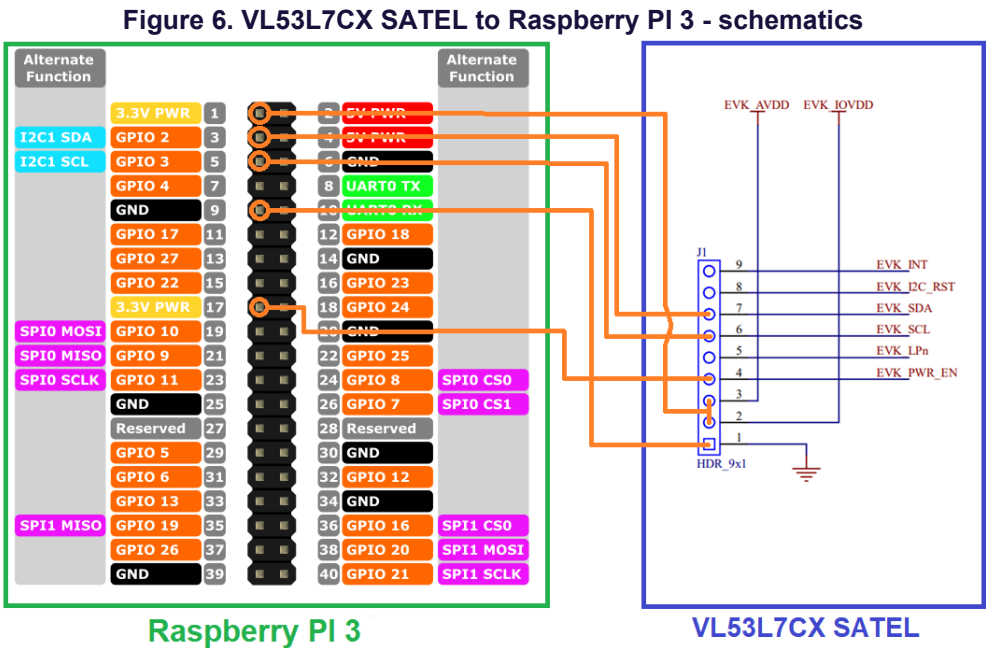 Figure 6. VL53L7CX SATEL to Raspberry PI 3 - schematics
Alternate
Function
Alternate
Function
3.3V PWR 1 2 5V PWR
I2C1 SDA GPIO 2 3 4 5V PWR
I2C1 SCL GPIO 3 5 6 GND
GPIO 4 7 8 UART0 TX
GND 9 10 UART0 RX
GPIO 17 11 12 GPIO 18
GPIO 27 13 14 GND
GPIO 22 15 16 GPIO 23
3.3V PWR 17 18 GPIO 24
SPI0 MOSI GPIO 10 19 20 GND
SPI0 MISO GPIO 9 21 22 GPIO 25
SPI0 SCLK GPIO 11 23 24 GPIO 8 SPI0 CS0
GND 25 26 GPIO 7 SPI0 CS1
Reserved 27 28 Reserved
GPIO 5 29 30 GND
GPIO 6 31 32 GPIO 12
GPIO 13 33 34 GND
SPI1 MISO GPIO 19 35 36 GPIO 16 SPI1 CS0
GPIO 26 37 38 GPIO 20 SPI1 MOSI
GND 39 40 GPIO 21 SPI1 SCLK
Raspberry PI 3
EVK_AVDD EVK_IOVDD
J1
9 EVK_INT
8 EVK_I2C_RST
7 EVK_SDA
6 EVK_SCL
5 EVK_LPn
4 EVK_PWR_EN
3
2
1
HDR_9x1
VL53L7CX SATEL